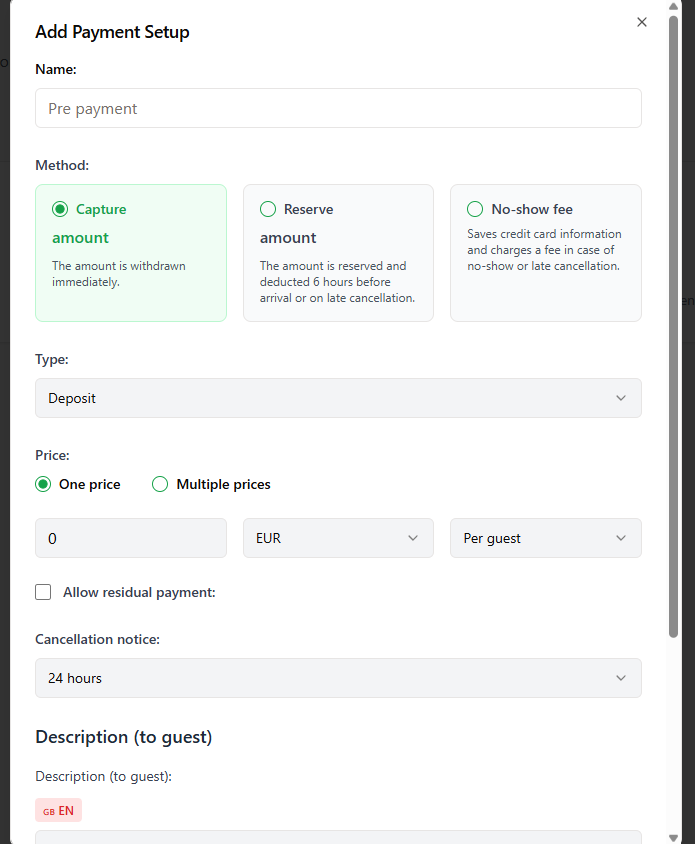 Add Payment Setup
Name:
Pre payment
Method:
Capture
amount
The amount is withdrawn
immediately.
Reserve
amount
The amount is reserved and
deducted 6 hours before
arrival or on late cancellation.
No-show fee
Saves credit card information
and charges a fee in case of
no-show or late cancellation.
Type:
Deposit
Price:
One price
Multiple prices
0
EUR
Per guest
Allow residual payment:
Cancellation notice:
24 hours
Description (to guest)
Description (to guest):
GB EN